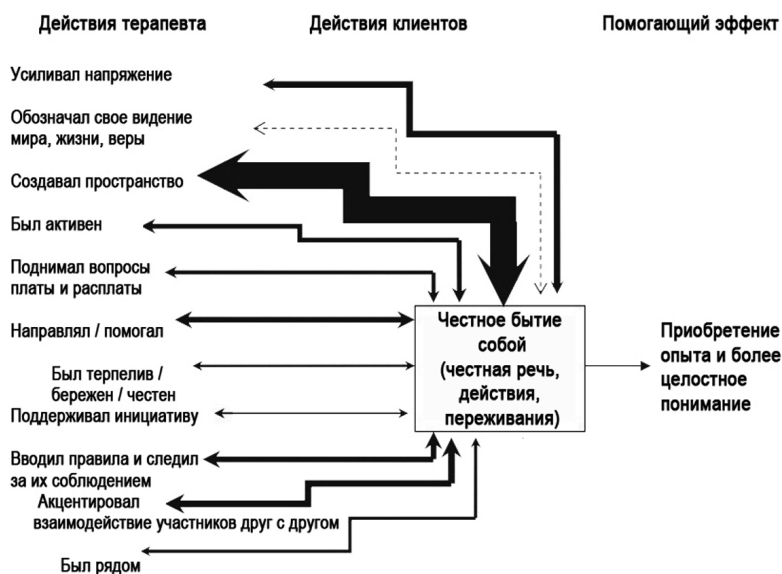 Действия терапевта
Действия клиентов
Помогающий эффект
Усиливал напряжение
Обозначал свое видение
мира, жизни, веры
Создавал пространство
Был активен
Поднимал вопросы
платы и расплаты
Направлял / помогал
Был терпелив /
бережен / честен
Поддерживал инициативу
Вводил правила и следил
за их соблюдением
Акцентировал
взаимодействие участников друг с другом
Был рядом
Честное бытие
собой
(честная речь,
действия,
переживания)
Приобретение
опыта и более
целостное
понимание